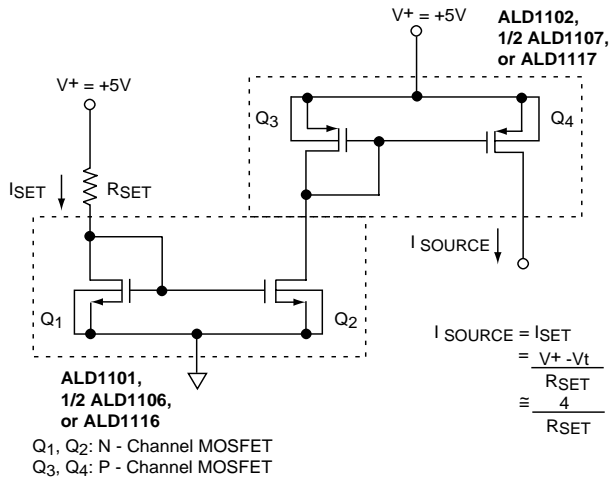 ALD1102,
1/2 ALD1107,
or ALD1117
V+ = +5V
V+ = +5V
Q3
Q4
ISET
RSET
I SOURCE
Q1
Q2
I SOURCE = ISET
= V+ -Vt
RSET
≅ 4
RSET
ALD1101,
1/2 ALD1106,
or ALD1116
Q1, Q2: N - Channel MOSFET
Q3, Q4: P - Channel MOSFET